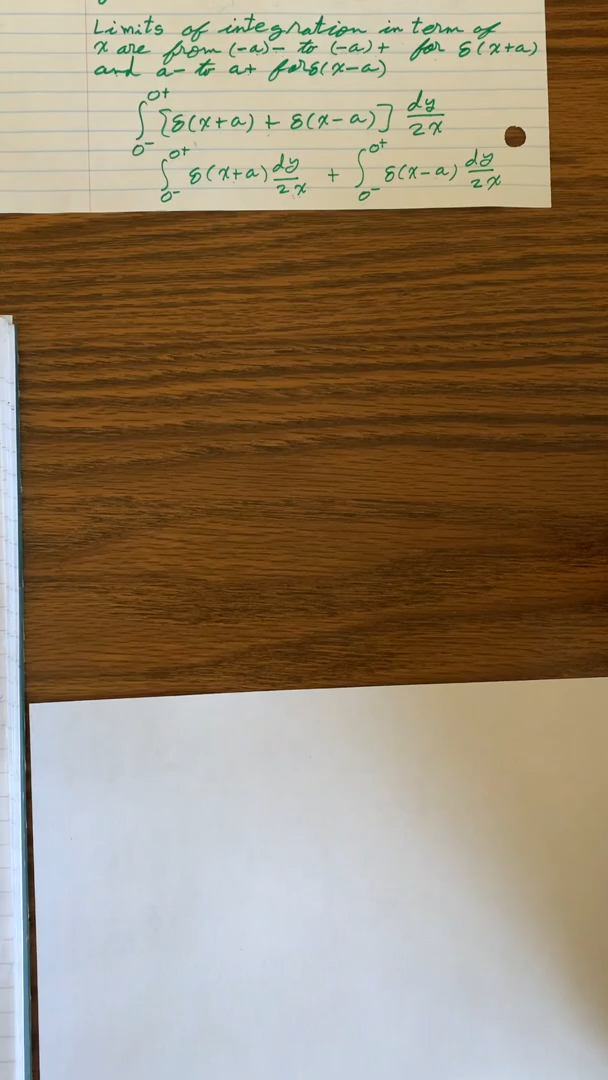 Limits of integration in term of
x are from (-a)- to (-a)+ for δ(x+a)
and a- to a+ for δ(x-a)
∫_{0-}^{0+} [δ(x+a) + δ(x-a)] dy/2x
∫_{0-}^{0+} δ(x+a) dy/2x + ∫_{0-}^{0+} δ(x-a) dy/2x